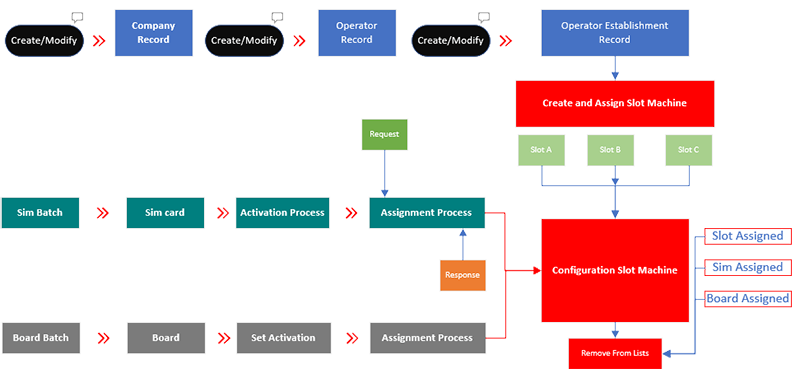 Create/Modify
Company
Record
Create/Modify
Operator
Record
Create/Modify
Operator Establishment
Record
Create and Assign Slot Machine
Request
Slot A
Slot B
Slot C
Sim Batch
Sim card
Activation Process
Assignment Process
Configuration Slot Machine
Slot Assigned
Sim Assigned
Board Assigned
Response
Board Batch
Board
Set Activation
Assignment Process
Remove From Lists